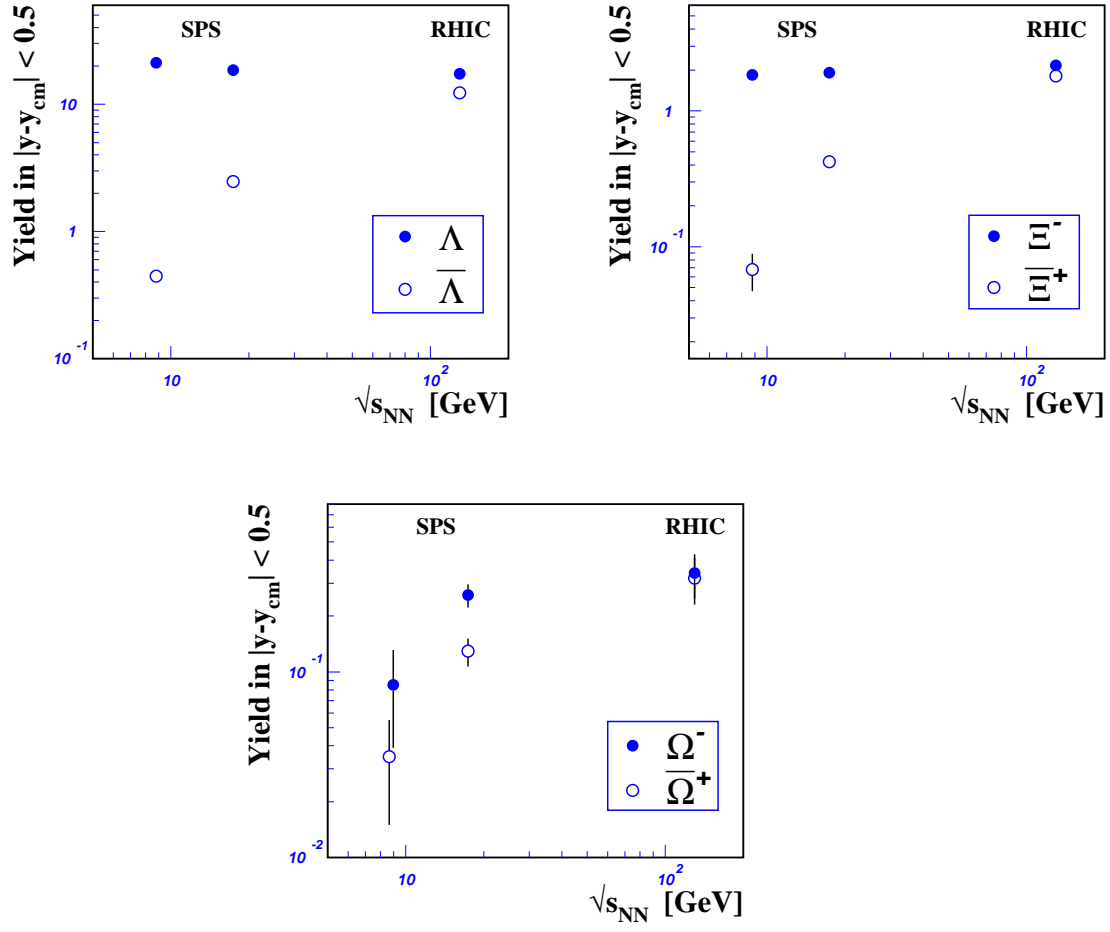 Yield in |y-y_cm| < 0.5
SPS RHIC
10
1
10 ^-1
Λ
Λ̅
10 10 ^2
√s_NN [GeV]
Yield in |y-y_cm| < 0.5
SPS RHIC
1
10 ^-1
Ξ^-
Ξ̅^+
10 10 ^2
√s_NN [GeV]
Yield in |y-y_cm| < 0.5
SPS RHIC
10 ^-1
10 ^-2
Ω^-
Ω̅^+
10 10 ^2
√s_NN [GeV]